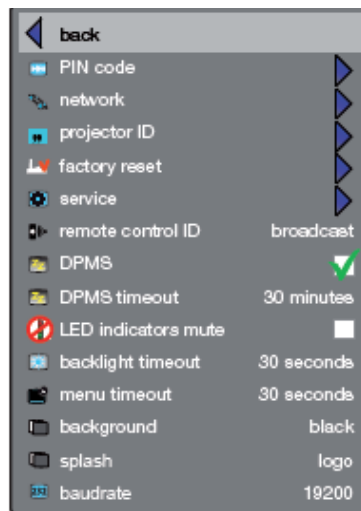 back
PIN code
network
projector ID
factory reset
service
remote control ID broadcast
DPMS
DPMS timeout 30 minutes
LED indicators mute
backlight timeout 30 seconds
menu timeout 30 seconds
background black
splash logo
baudrate 19200